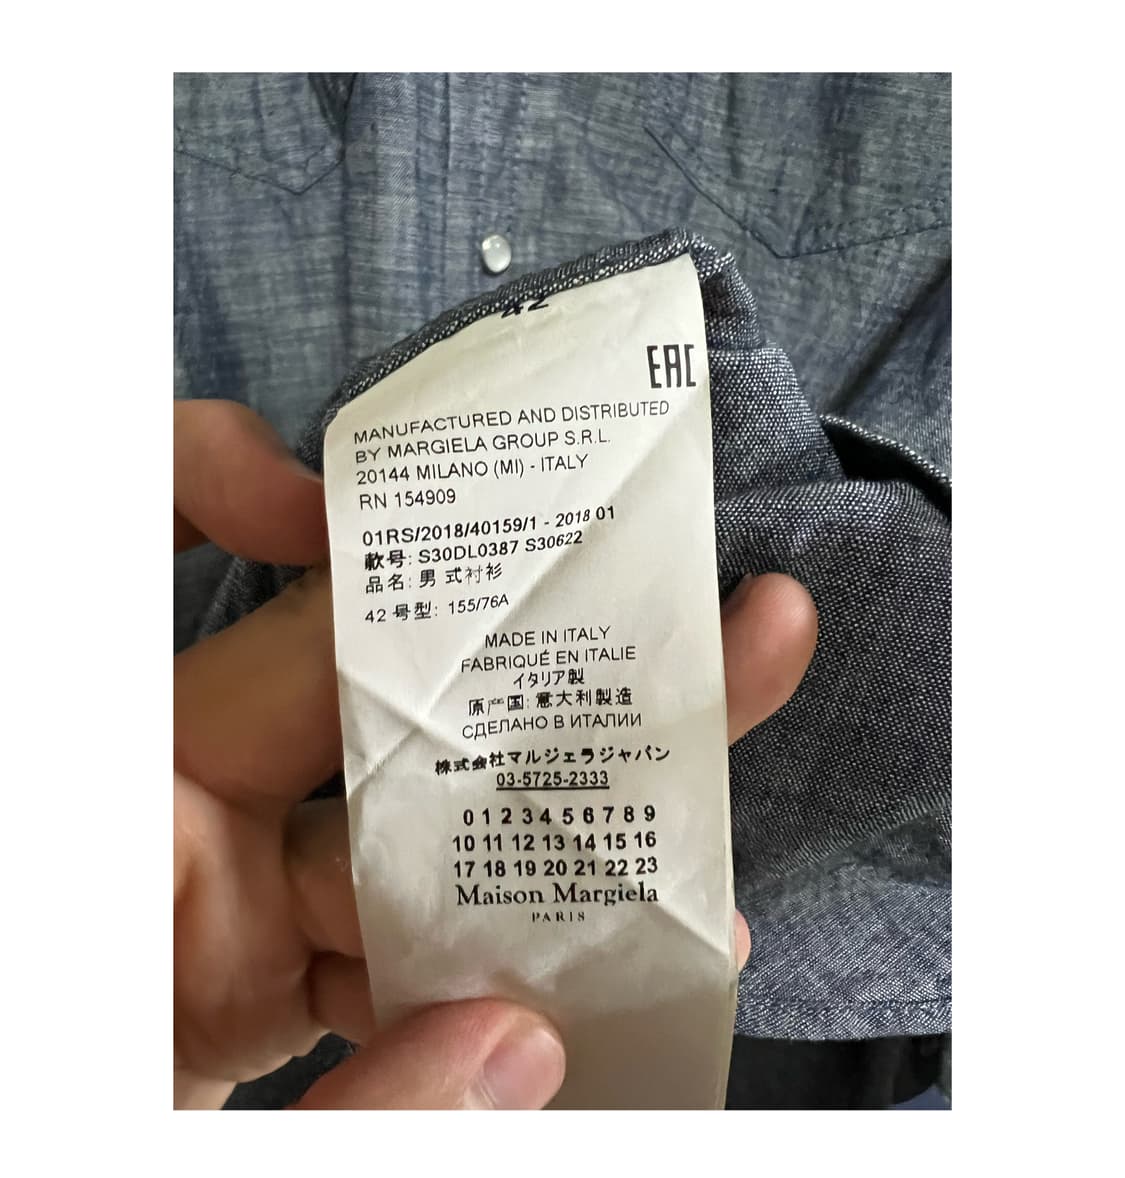 42
EAC
MANUFACTURED AND DISTRIBUTED
BY MARGIELA GROUP S.R.L.
20144 MILANO (MI) - ITALY
RN 154909
01RS/2018/40159/1 - 2018 01
款号: S30DL0387 S30622
品名: 男 式衬衫
42 号型: 155/76A
MADE IN ITALY
FABRIQUÉ EN ITALIE
イタリア製
原产国: 意大利製造
СДЕЛАНО В ИТАЛИИ
株式会社マルジェラジャパン
03-5725-2333
0 1 2 3 4 5 6 7 8 9
10 11 12 13 14 15 16
17 18 19 20 21 22 23
Maison Margiela
PARIS